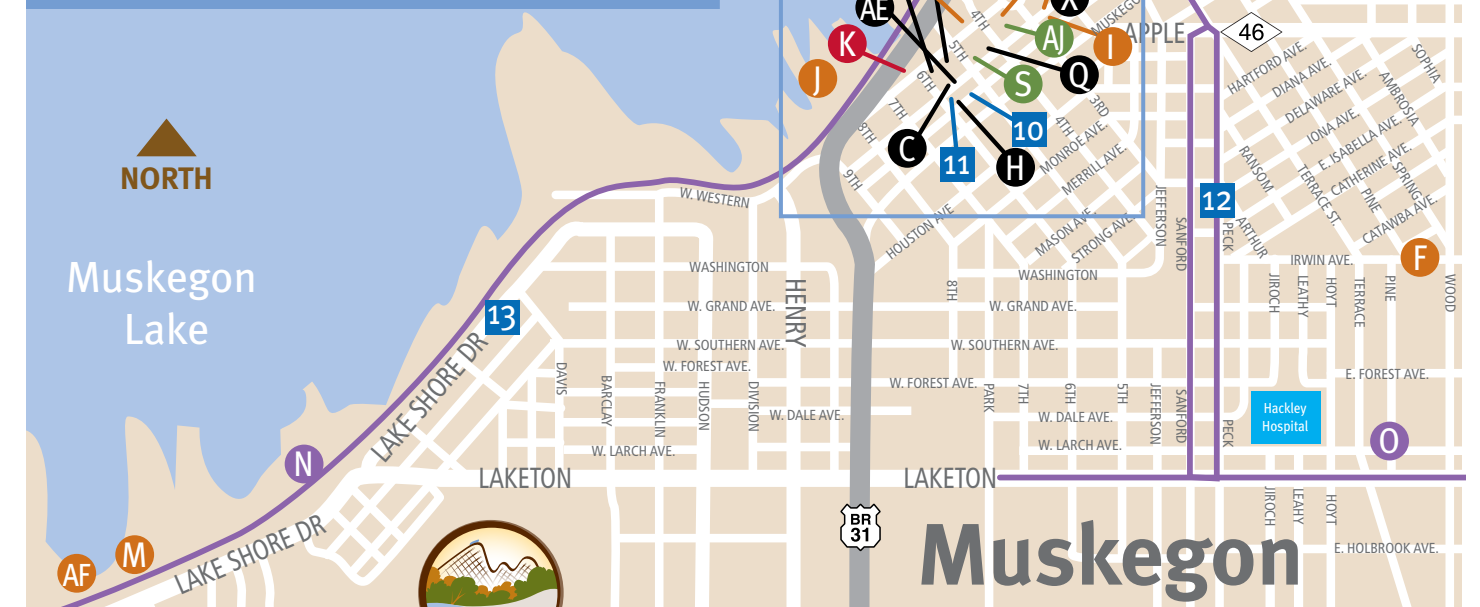 AE
X
4TH
MUSKEGO
K
AJ
I
APPLE
46
J
5TH
6TH
S
Q
3RD
HARTFORD AVE.
DIANA AVE.
DELAWARE AVE.
SOPHIA
AMBROSIA
IONA AVE.
E. ISABELLA AVE.
CATHERINE AVE.
7TH
8TH
9TH
C
10
11
H
4TH
MONROE AVE.
MERRILL AVE.
RANSOM
TERRACE ST.
SPRING
PINE
CATAWBA AVE.
NORTH
W. WESTERN
HOUSTON AVE.
MASON AVE.
STRONG AVE.
JEFFERSON
SANFORD
12
PECK
ARTHUR
IRWIN AVE.
F
Muskegon
Lake
WASHINGTON
HENRY
8TH
WASHINGTON
JIROCH
LEATHY
HOYT
TERRACE
PINE
WOOD
13
W. GRAND AVE.
W. GRAND AVE.
W. SOUTHERN AVE.
W. SOUTHERN AVE.
LAKE SHORE DR
W. FOREST AVE.
W. FOREST AVE.
E. FOREST AVE.
DAVIS
BARCLAY
FRANKLIN
HUDSON
DIVISION
PARK
7TH
6TH
5TH
JEFFERSON
SANFORD
PECK
W. DALE AVE.
W. DALE AVE.
Hackley
Hospital
O
W. LARCH AVE.
W. LARCH AVE.
N
LAKETON
LAKETON
JIROCH
LEAHY
HOYT
BR
31
LAKE SHORE DR
M
AF
Muskegon
E. HOLBROOK AVE.